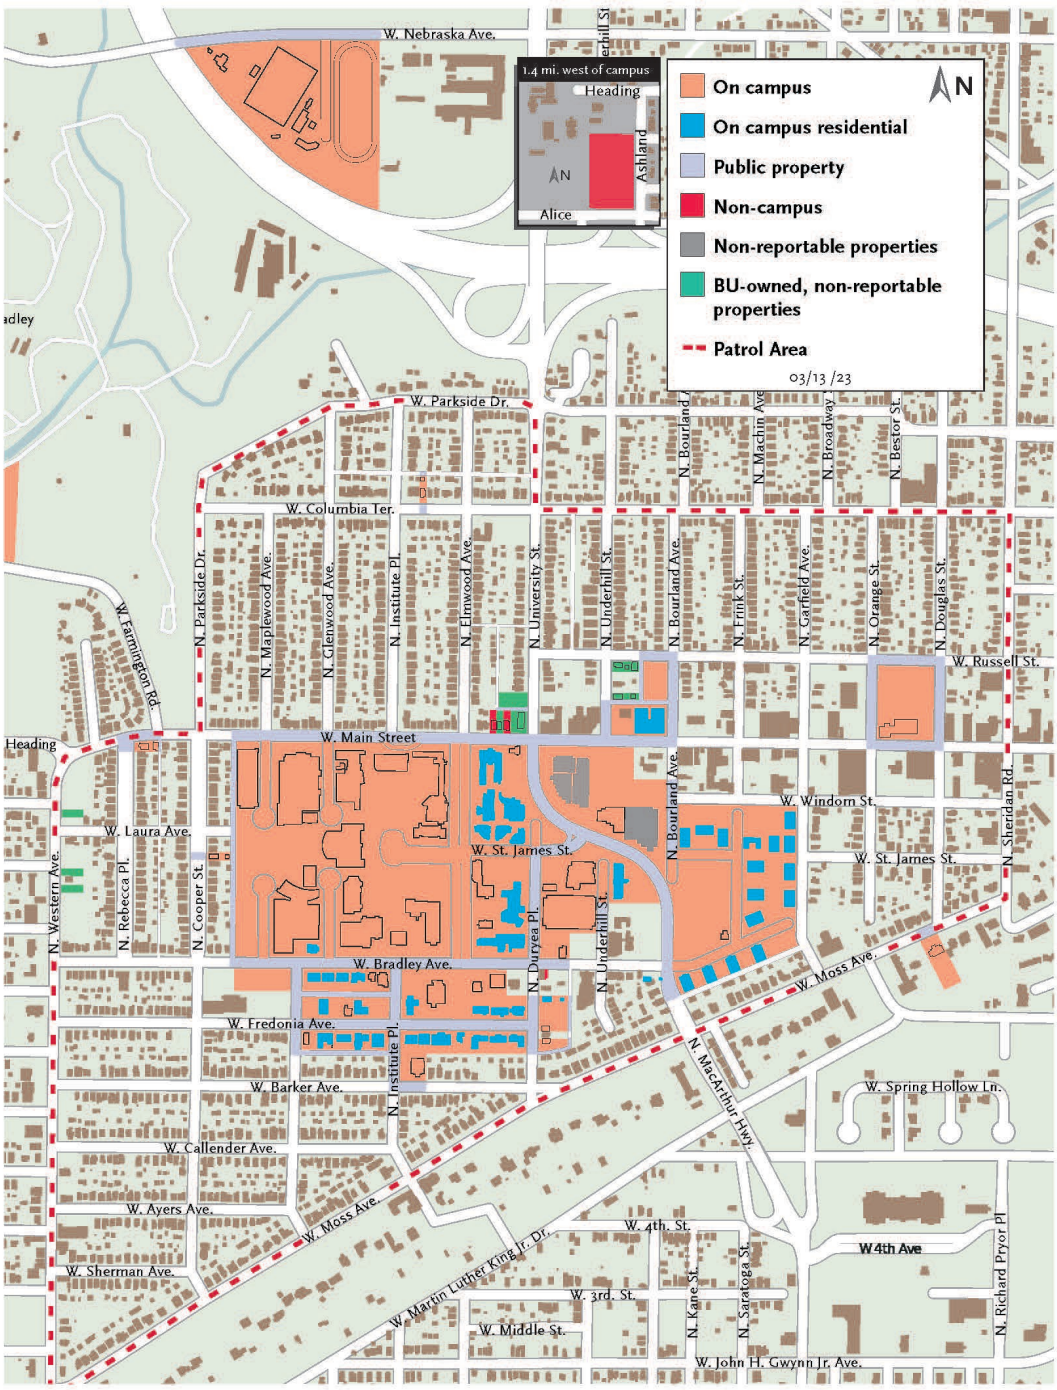 W. Nebraska Ave.
erhill St
1.4 mi. west of campus
Heading
Ashland
N
Alice
On campus
N
On campus residential
Public property
Non-campus
Non-reportable properties
BU-owned, non-reportable
properties
Patrol Area
03/13 /23
adley
W. Parkside Dr.
N. Bourland
N. Machin Ave
N. Broadway
N. Bestor St.
W. Columbia Ter.
N. Parkside Dr.
N. Maplewood Ave.
N. Glenwood Ave.
N. Institute Pl.
N. Elmwood Ave.
N. University St.
N. Underhill St.
N. Bourland Ave.
N. Frink St.
N. Garfield Ave.
N. Orange St.
N. Douglas St.
W. Farmington Rd.
W. Russell St.
Heading
W. Main Street
N. Bourland Ave.
W. Windom St.
N. Sheridan Rd.
W. Laura Ave.
W. St. James St.
W. St. James St.
N. Western Ave.
N. Rebecca Pl.
N. Cooper St.
N. Duryea Pl.
N. Underhill St.
W. Bradley Ave.
W. Moss Ave.
W. Fredonia Ave.
N. Institute Pl.
W. Barker Ave.
N. MacArthur Hwy.
W. Spring Hollow Ln.
W. Callender Ave.
W. Ayers Ave.
W. Moss Ave.
W. 4th. St.
W 4th Ave
N. Richard Pryor Pl
W. Sherman Ave.
W. Martin Luther King Jr. Dr.
N. Kane St.
N. Saratoga St.
W. 3rd. St.
W. Middle St.
W. John H. Gwynn Jr. Ave.